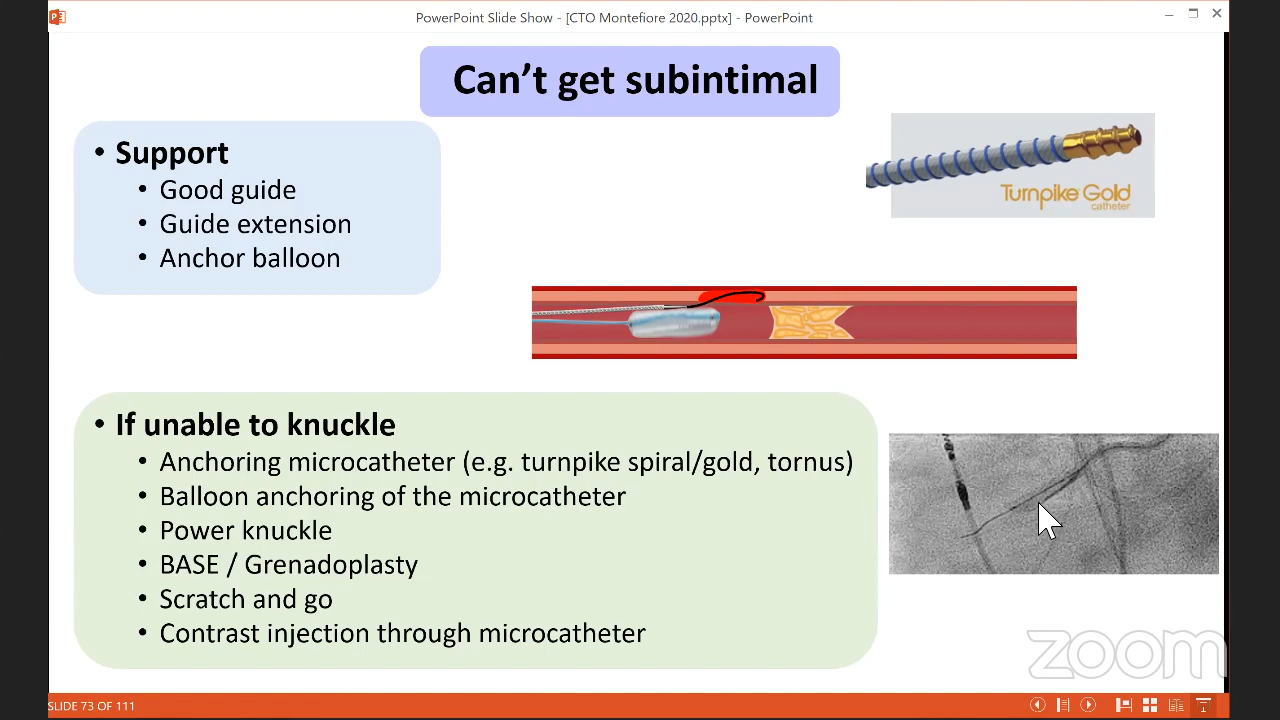 PowerPoint Slide Show - [CTO Montefiore 2020.pptx] - PowerPoint
Can't get subintimal
• Support
• Good guide
• Guide extension
• Anchor balloon
Turnpike Gold
catheter
• If unable to knuckle
• Anchoring microcatheter (e.g. turnpike spiral/gold, tornus)
• Balloon anchoring of the microcatheter
• Power knuckle
• BASE / Grenadoplasty
• Scratch and go
• Contrast injection through microcatheter
zoom
SLIDE 73 OF 111